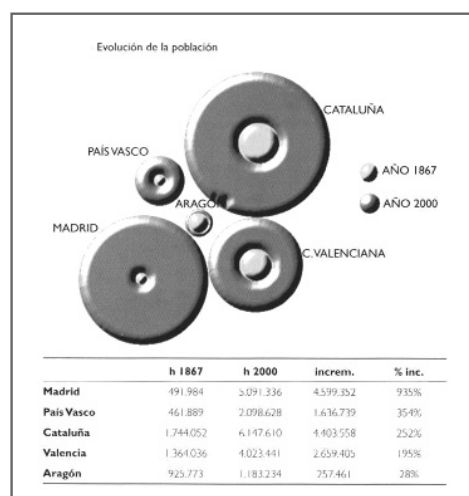 Evolución de la población
CATALUÑA
PAÍS VASCO
AÑO 1867
ARAGÓN
AÑO 2000
MADRID
C. VALENCIANA
h 1867 h 2000 increm. % inc.
Madrid 491.984 5.091.336 4.599.352 935%
País Vasco 461.889 2.098.628 1.636.739 354%
Cataluña 1.744.052 6.147.610 4.403.558 252%
Valencia 1.364.036 4.023.441 2.659.405 195%
Aragón 925.773 1.183.234 257.461 28%